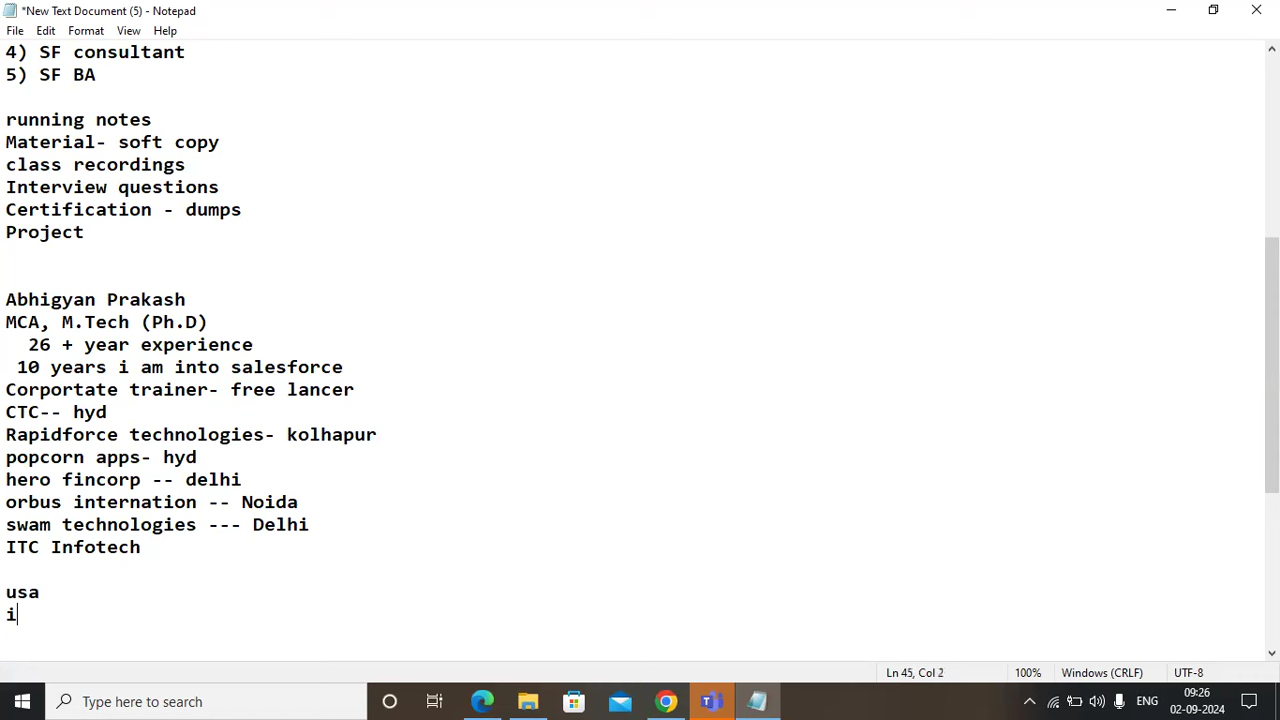 *New Text Document (5) - Notepad
File Edit Format View Help
4) SF consultant
5) SF BA
running notes
Material- soft copy
class recordings
Interview questions
Certification - dumps
Project
Abhigyan Prakash
MCA, M.Tech (Ph.D)
26 + year experience
10 years i am into salesforce
Corportate trainer- free lancer
CTC-- hyd
Rapidforce technologies- kolhapur
popcorn apps- hyd
hero fincorp -- delhi
orbus internation -- Noida
swam technologies --- Delhi
ITC Infotech
usa
i
Ln 45, Col 2 100% Windows (CRLF) UTF-8
Type here to search ENG 09:26
02-09-2024